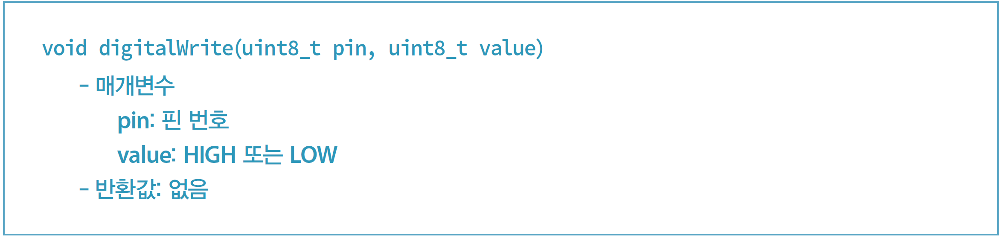 void digitalWrite(uint8_t pin, uint8_t value)
- 매개변수
pin: 핀 번호
value: HIGH 또는 LOW
- 반환값: 없음